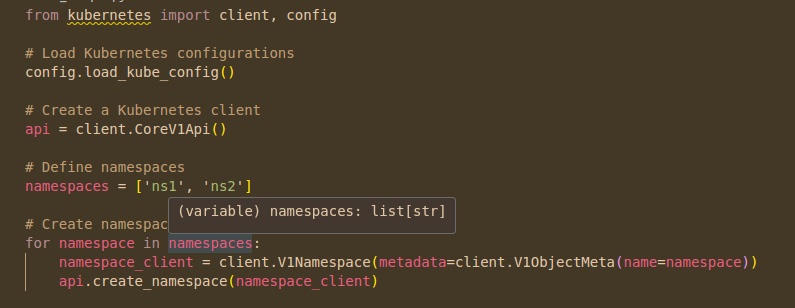 from kubernetes import client, config
# Load Kubernetes configurations
config.load_kube_config()
# Create a Kubernetes client
api = client.CoreV1Api()
# Define namespaces
namespaces = ['ns1', 'ns2']
(variable) namespaces: list[str]
# Create namespac
for namespace in namespaces:
namespace_client = client.V1Namespace(metadata=client.V1ObjectMeta(name=namespace))
api.create_namespace(namespace_client)